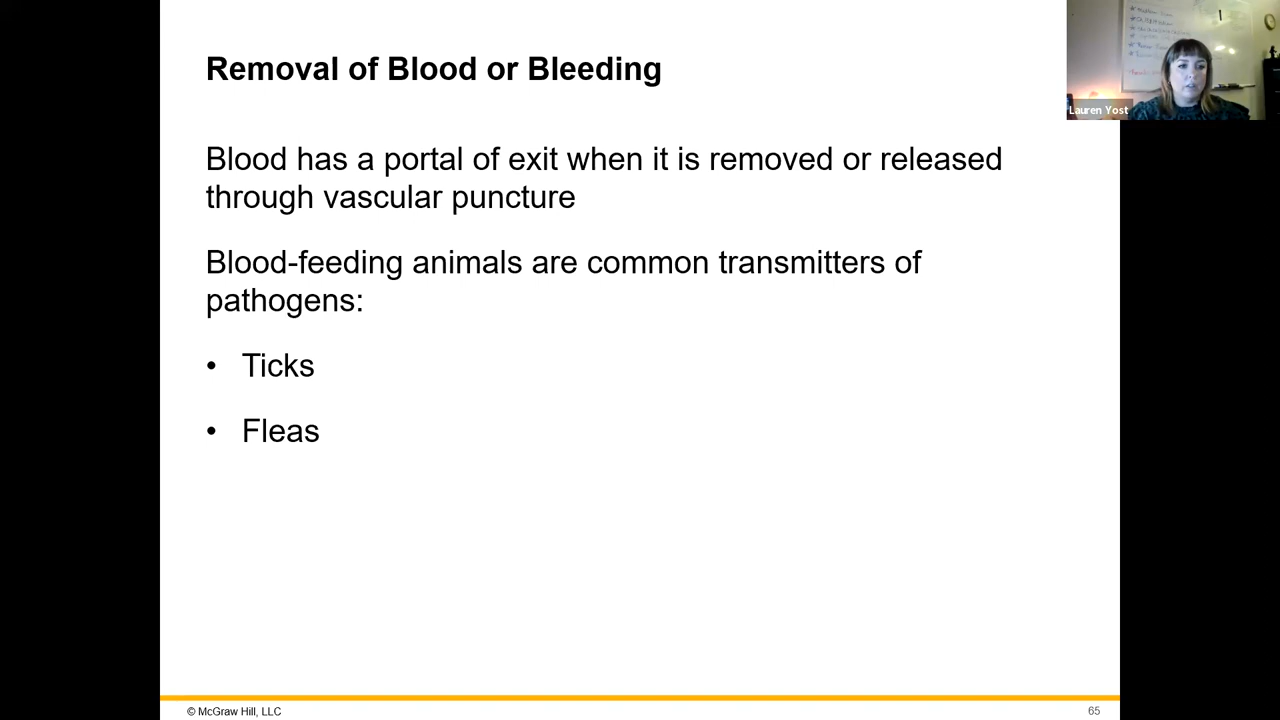 Removal of Blood or Bleeding
Lauren Yost
Blood has a portal of exit when it is removed or released
through vascular puncture
Blood-feeding animals are common transmitters of
pathogens:
• Ticks
• Fleas
© McGraw Hill, LLC
65